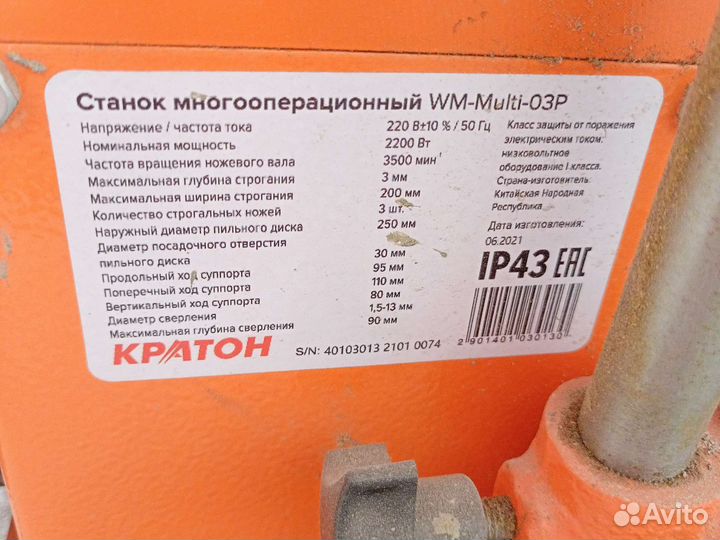 Станок многооперационный WM-Multi-03P
Напряжение / частота тока 220 В±10 % / 50 Гц
Номинальная мощность 2200 Вт
Частота вращения ножевого вала 3500 мин⁻¹
Максимальная глубина строгания 3 мм
Максимальная ширина строгания 200 мм
Количество строгальных ножей 3 шт.
Наружный диаметр пильного диска 250 мм
Диаметр посадочного отверстия
пильного диска 30 мм
Продольный ход суппорта 95 мм
Поперечный ход суппорта 110 мм
Вертикальный ход суппорта 80 мм
Диаметр сверления 1,5-13 мм
Максимальная глубина сверления 90 мм
Класс защиты от поражения
электрическим током:
низковольтное
оборудование I класса.
Страна-изготовитель:
Китайская Народная
Республика.
Дата изготовления:
06.2021
IP43 EAC
КРАТОН S/N: 40103013 2101 0074
2 901401 030130
Avito